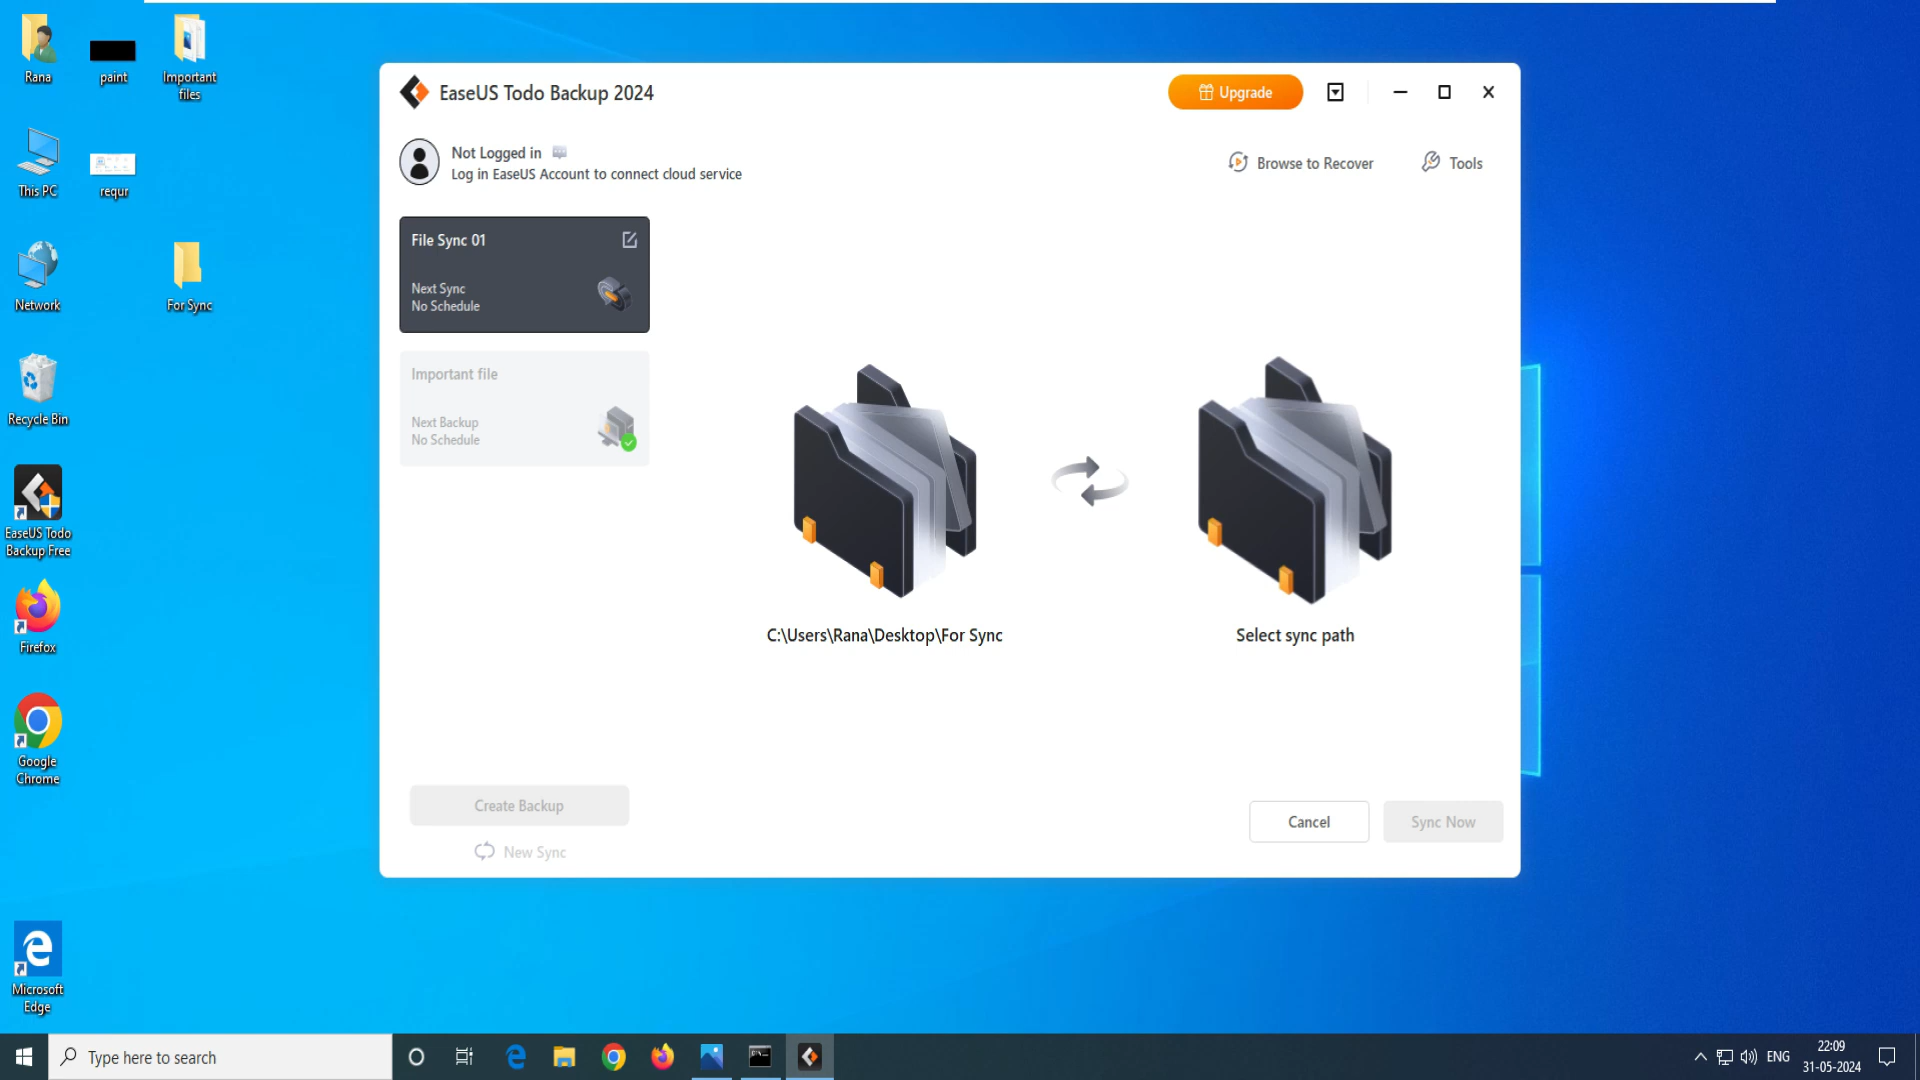 Rana
paint
Important
files
This PC
requr
Network
For Sync
Recycle Bin
EaseUS Todo
Backup Free
Firefox
Google
Chrome
Microsoft
Edge
EaseUS Todo Backup 2024
Upgrade
Not Logged in
Log in EaseUS Account to connect cloud service
Browse to Recover
Tools
File Sync 01
Next Sync
No Schedule
Important file
Next Backup
No Schedule
C:\Users\Rana\Desktop\For Sync
Select sync path
Create Backup
New Sync
Cancel
Sync Now
Type here to search
ENG
22:09
31-05-2024